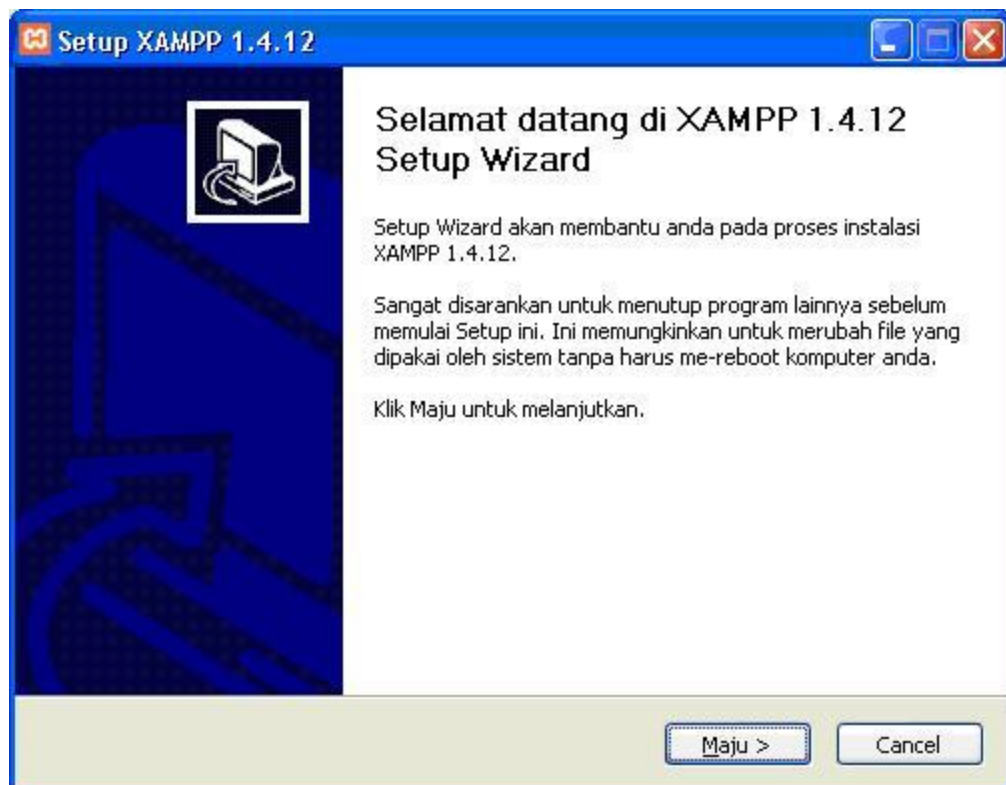 Setup XAMPP 1.4.12
Selamat datang di XAMPP 1.4.12
Setup Wizard
Setup Wizard akan membantu anda pada proses instalasi
XAMPP 1.4.12.
Sangat disarankan untuk menutup program lainnya sebelum
memulai Setup ini. Ini memungkinkan untuk merubah file yang
dipakai oleh sistem tanpa harus me-reboot komputer anda.
Klik Maju untuk melanjutkan.
Maju >
Cancel